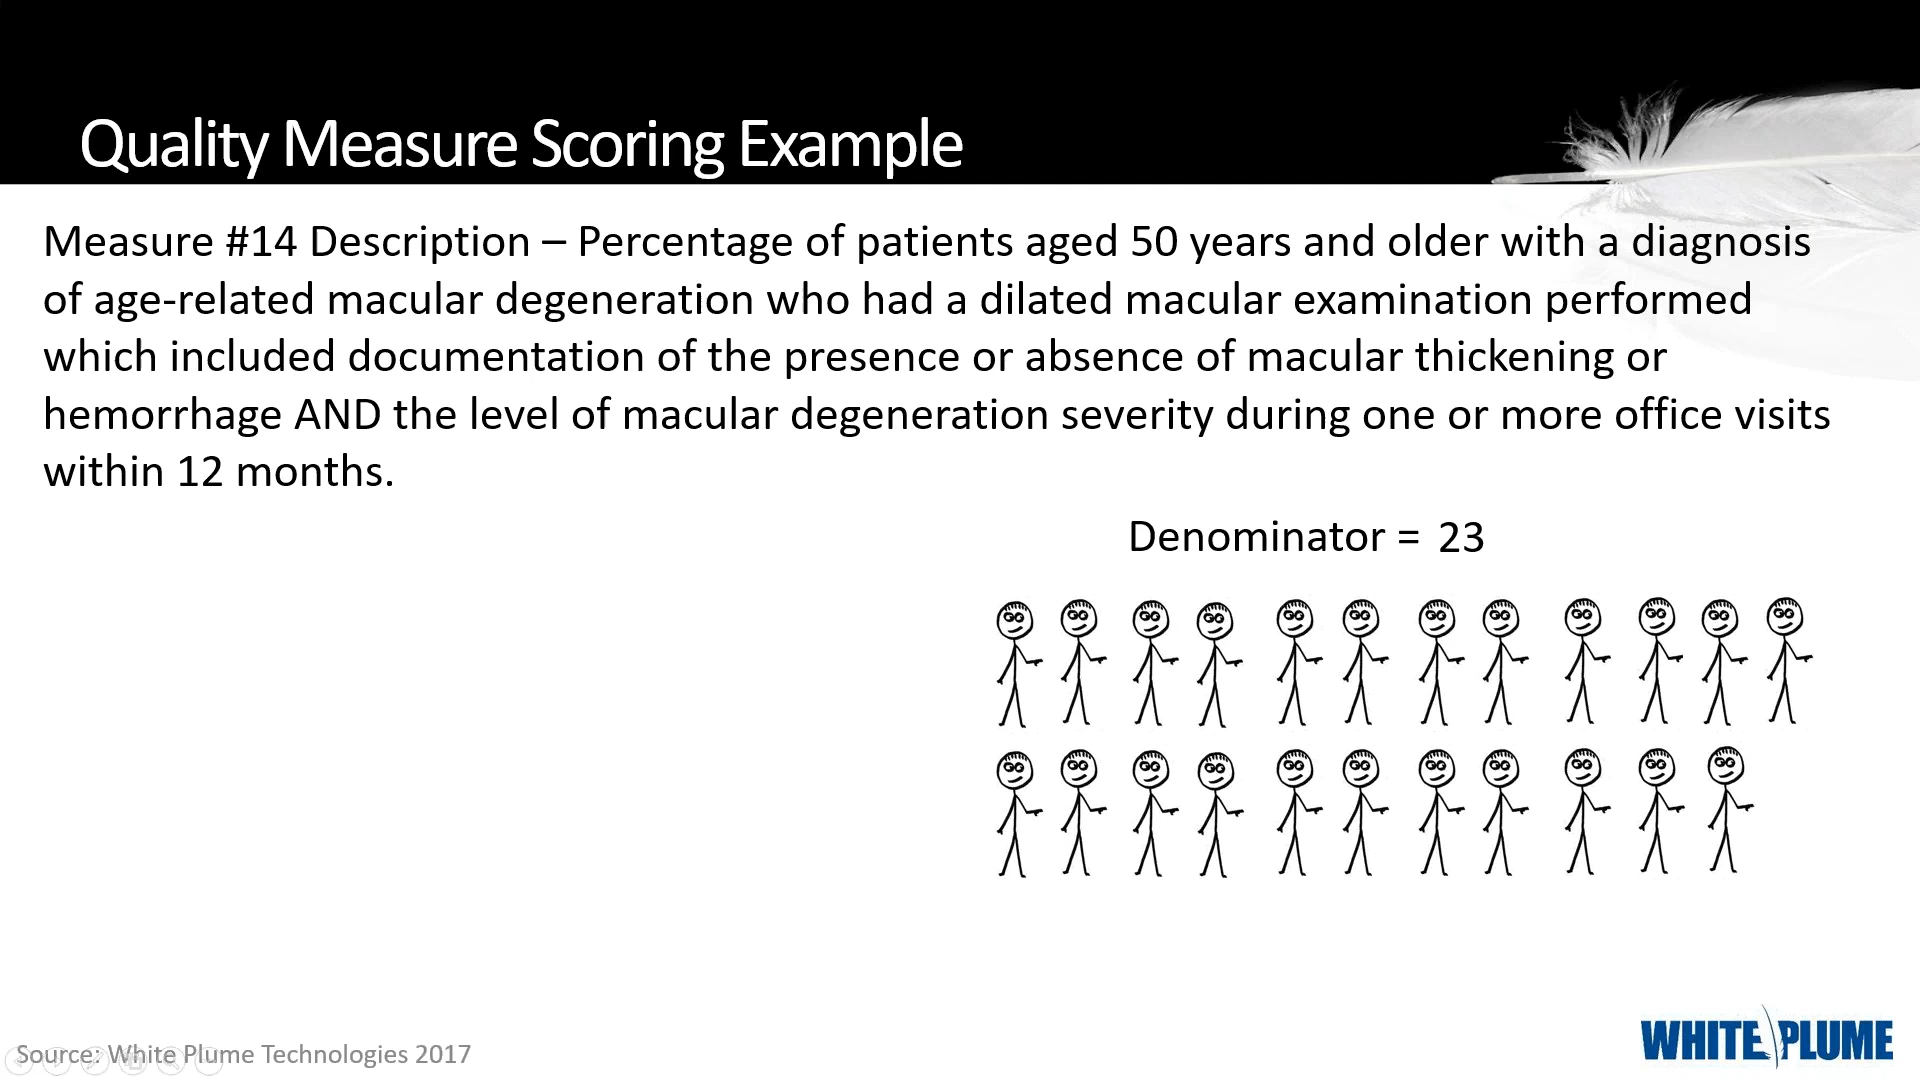 Quality Measure Scoring Example
Measure #14 Description – Percentage of patients aged 50 years and older with a diagnosis
of age-related macular degeneration who had a dilated macular examination performed
which included documentation of the presence or absence of macular thickening or
hemorrhage AND the level of macular degeneration severity during one or more office visits
within 12 months.
Denominator = 23
Source: White Plume Technologies 2017
WHITE PLUME